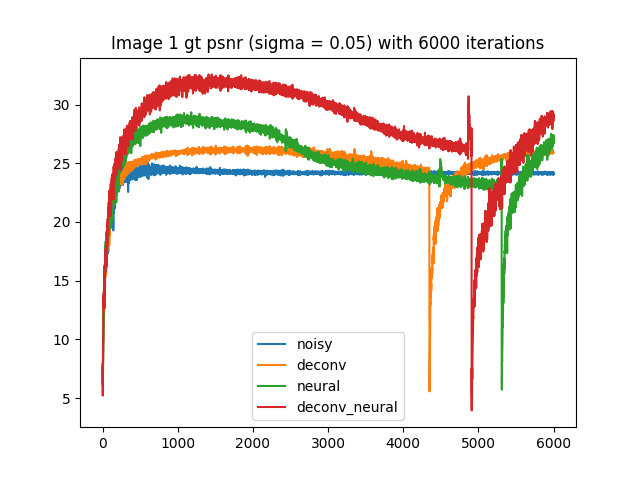 Image 1 gt psnr (sigma = 0.05) with 6000 iterations
30
25
20
15
10
5
noisy
deconv
neural
deconv_neural
0 1000 2000 3000 4000 5000 6000